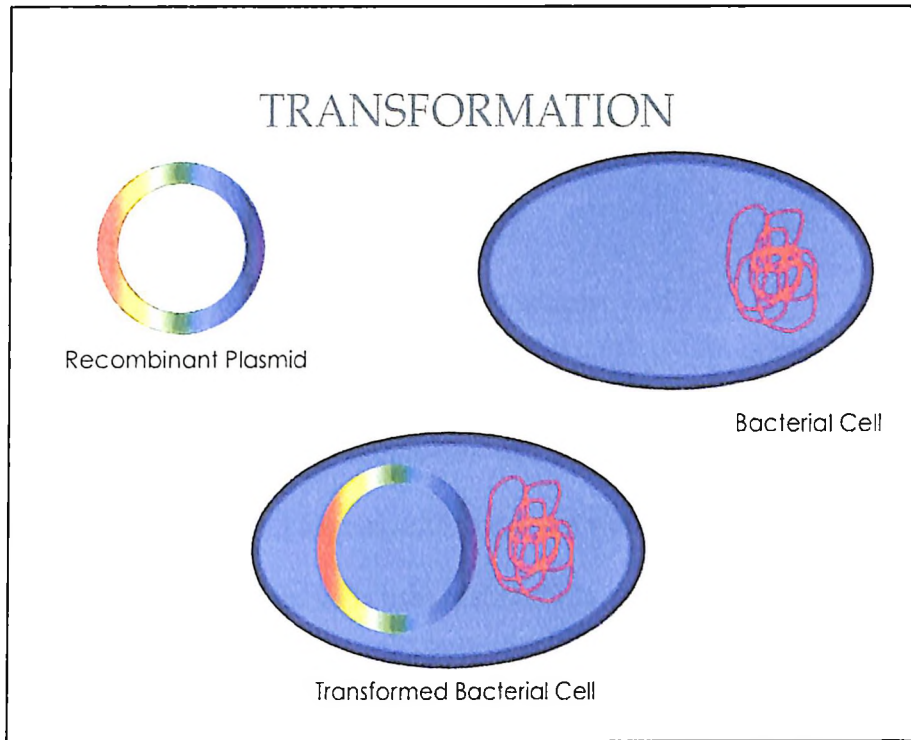 TRANSFORMATION
Recombinant Plasmid
Bacterial Cell
Transformed Bacterial Cell